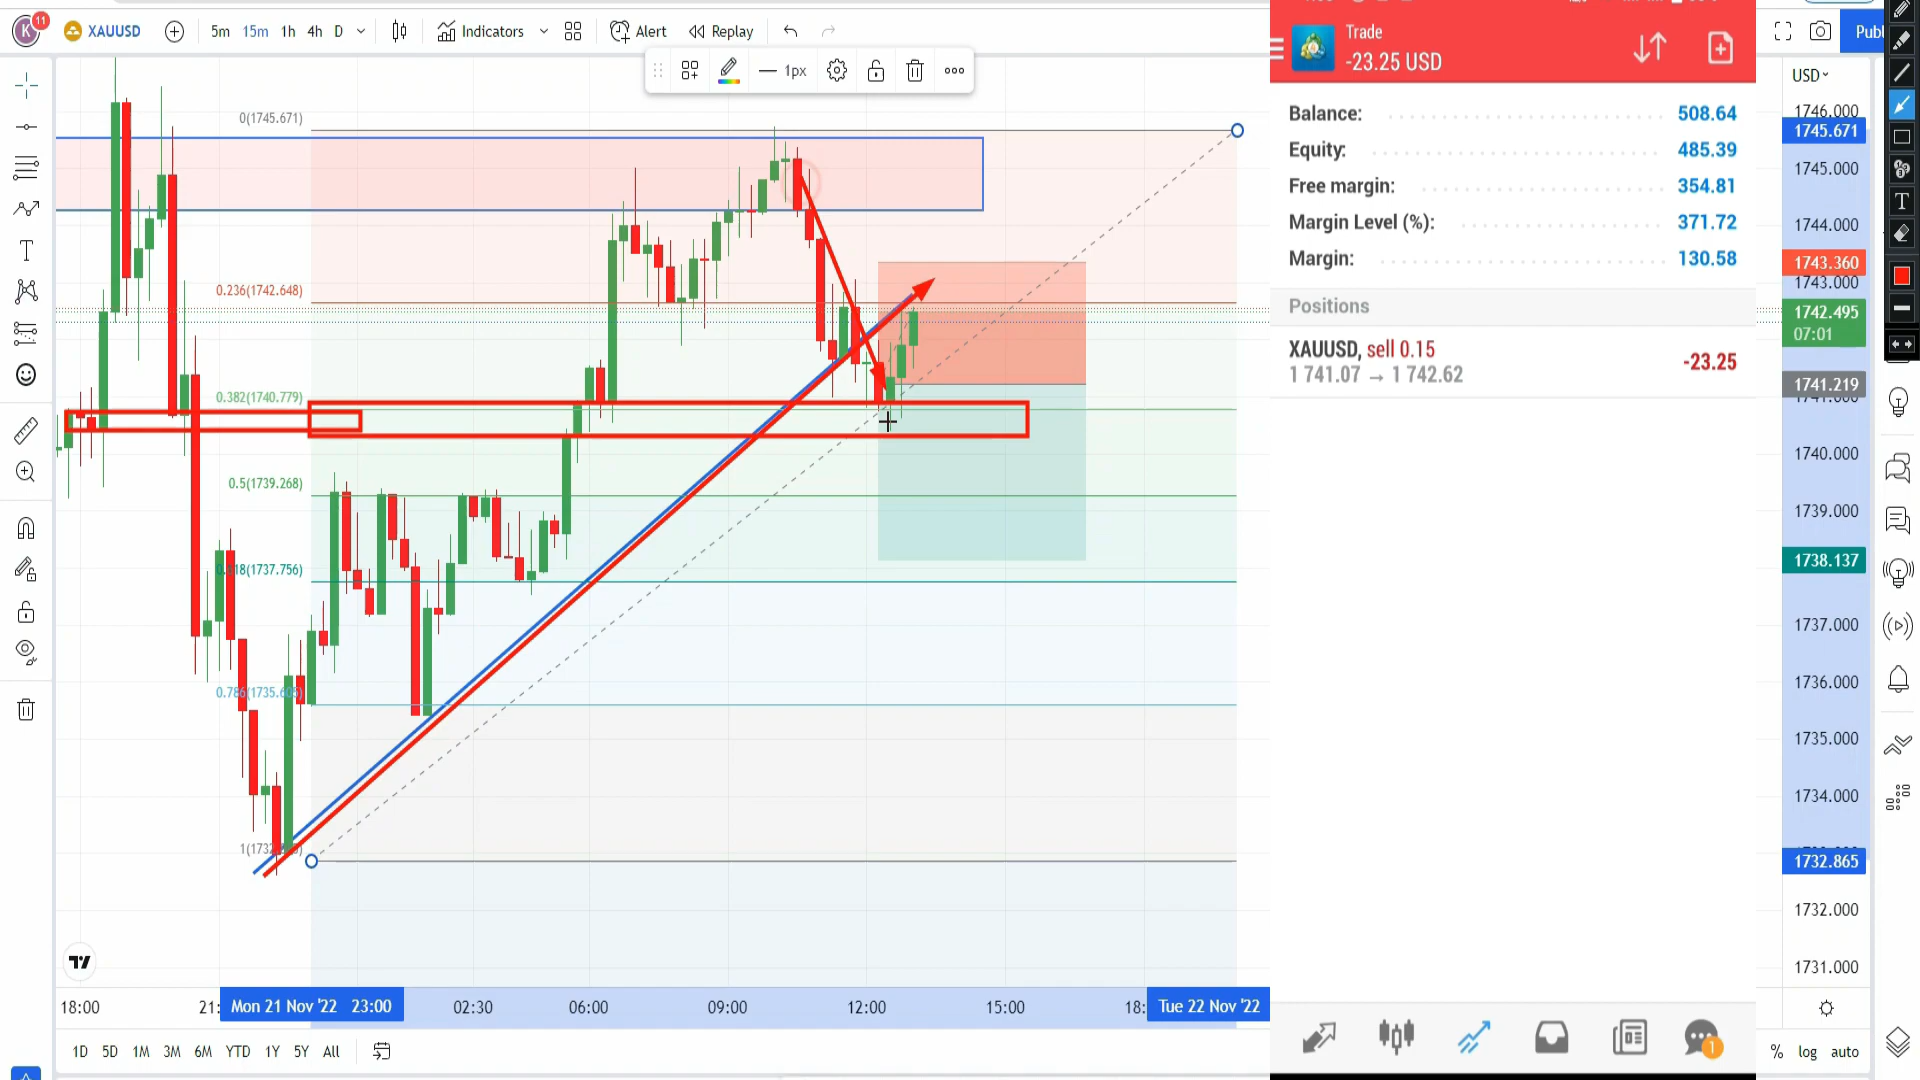 K 11 XAUUSD 5m 15m 1h 4h D Indicators Alert Replay
1px
Trade
-23.25 USD
Balance: 508.64
Equity: 485.39
Free margin: 354.81
Margin Level (%): 371.72
Margin: 130.58
Positions
XAUUSD, sell 0.15
1 741.07 → 1 742.62
-23.25
1
USD
1746.000
1745.671
1745.000
1744.000
1743.360
1743.000
1742.495
07:01
1741.219
1740.000
1739.000
1738.137
1737.000
1736.000
1735.000
1734.000
1732.865
1732.000
1731.000
0(1745.671)
0.236(1742.648)
0.382(1740.779)
0.5(1739.268)
18(1737.756)
0.786(1735.6
1(1732
18:00 21: Mon 21 Nov '22 23:00 02:30 06:00 09:00 12:00 15:00 18: Tue 22 Nov '22
1D 5D 1M 3M 6M YTD 1Y 5Y All
% log auto
Publ
T
T